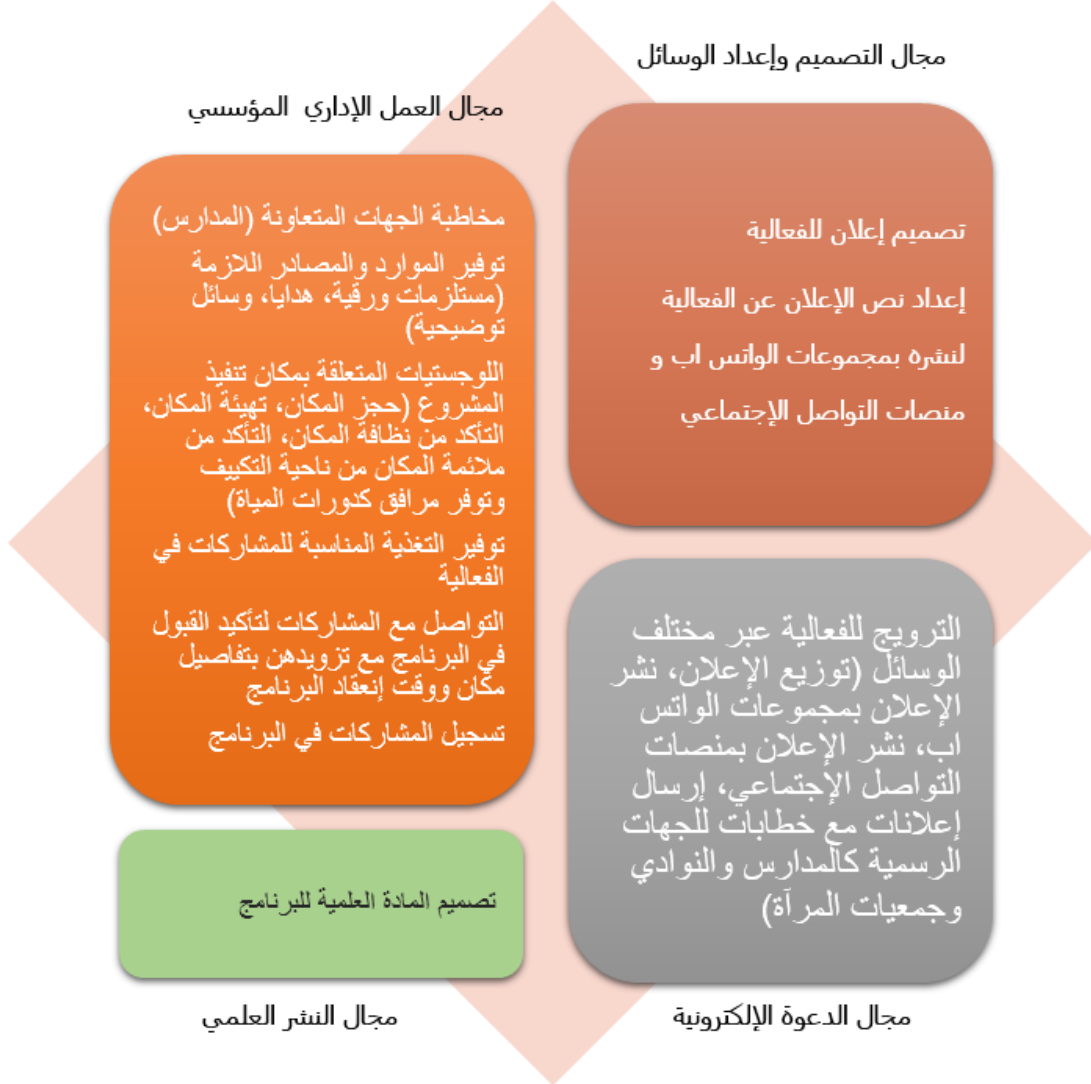 مجال التصميم وإعداد الوسائل
تصميم إعلان للفعالية
إعداد نص الإعلان عن الفعالية
لنشره بمجموعات الواتس اب و
منصات التواصل الإجتماعي
مجال العمل الإداري المؤسسي
مخاطبة الجهات المتعاونة (المدارس)
توفير الموارد والمصادر اللازمة
(مستلزمات ورقية، هدايا، وسائل
توضيحية)
اللوجستيات المتعلقة بمكان تنفيذ
المشروع (حجز المكان، تهيئة المكان،
التأكد من نظافة المكان، التأكد من
ملائمة المكان من ناحية التكييف
وتوفر مرافق كدورات المياة)
توفير التغذية المناسبة للمشاركات في
الفعالية
التواصل مع المشاركات لتأكيد القبول
في البرنامج مع تزويدهن بتفاصيل
مكان ووقت إنعقاد البرنامج
تسجيل المشاركات في البرنامج
الترويج للفعالية عبر مختلف
الوسائل (توزيع الإعلان، نشر
الإعلان بمجموعات الواتس
اب، نشر الإعلان بمنصات
التواصل الإجتماعي، إرسال
إعلانات مع خطابات للجهات
الرسمية كالمدارس والنوادي
وجمعيات المرآة)
مجال الدعوة الإلكترونية
تصميم المادة العلمية للبرنامج
مجال النشر العلمي